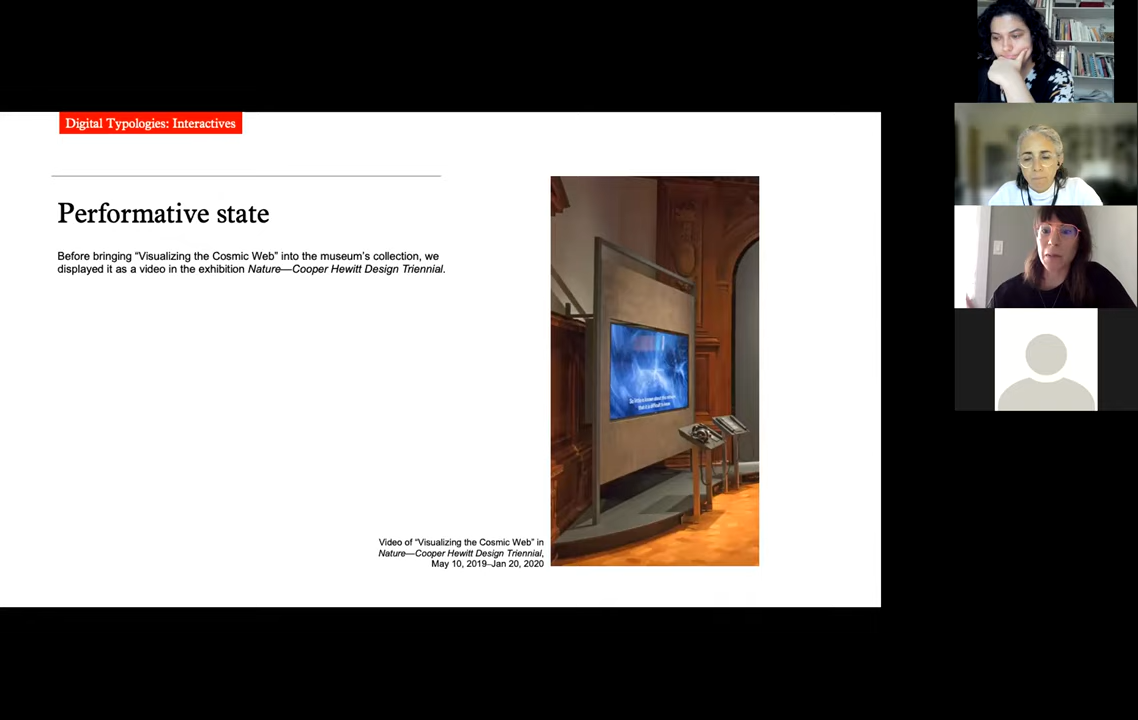 Digital Typologies: Interactives
Performative state
Before bringing “Visualizing the Cosmic Web” into the museum’s collection, we
displayed it as a video in the exhibition Nature—Cooper Hewitt Design Triennial.
Video of “Visualizing the Cosmic Web” in
Nature—Cooper Hewitt Design Triennial,
May 10, 2019–Jan 20, 2020